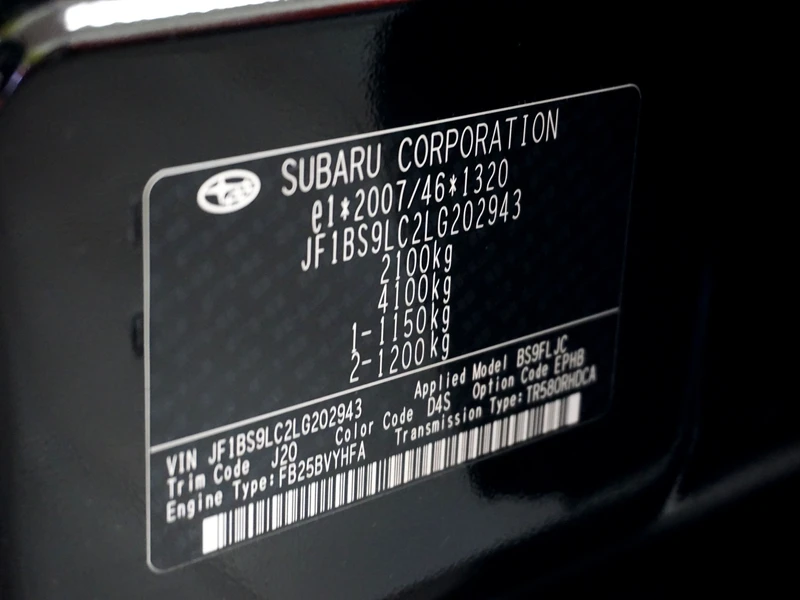 SUBARU CORPORATION
e1*2007/46*1320
JF1BS9LC2LG202943
2100kg
4100kg
1-1150kg
2-1200kg
VIN JF1BS9LC2LG202943 Applied Model BS9FLJC
Trim Code J20 Color Code D4S Option Code EPHB
Engine Type:FB25BVYHFA Transmission Type:TR580RHDCA